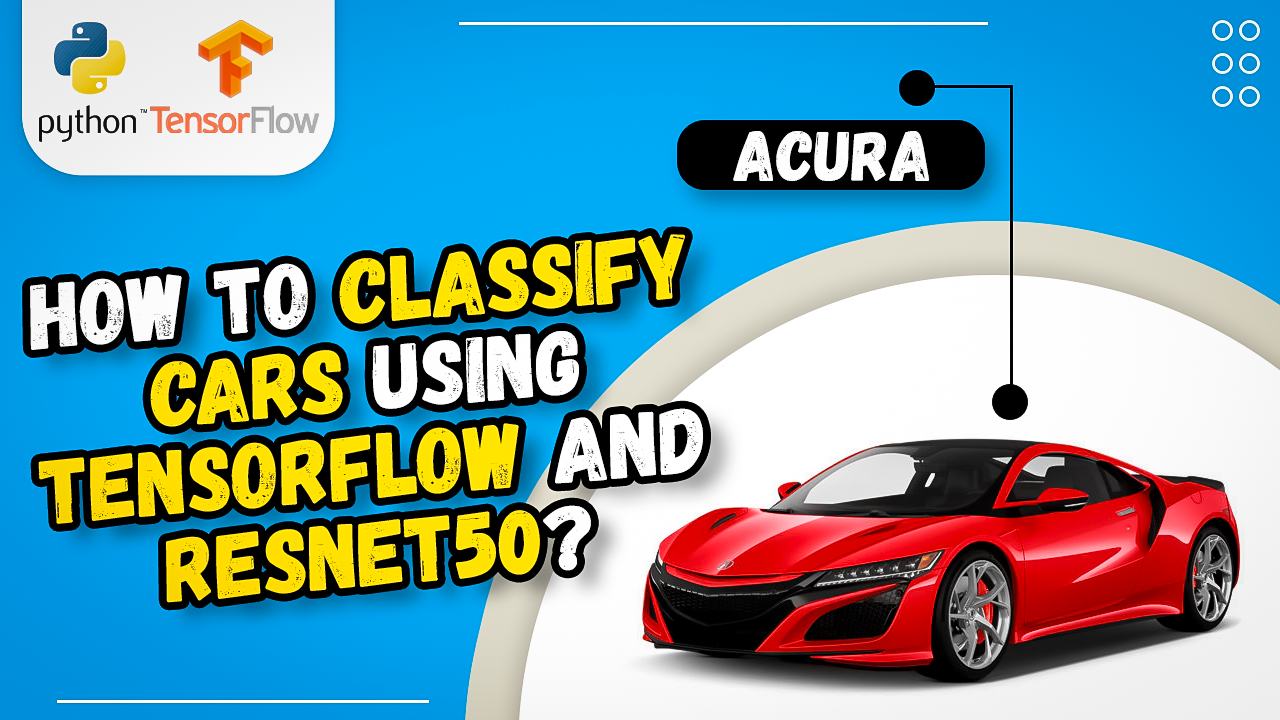 python™ TensorFlow
ACURA
HOW TO CLASSIFY
CARS USING
TENSORFLOW AND
RESNET50?